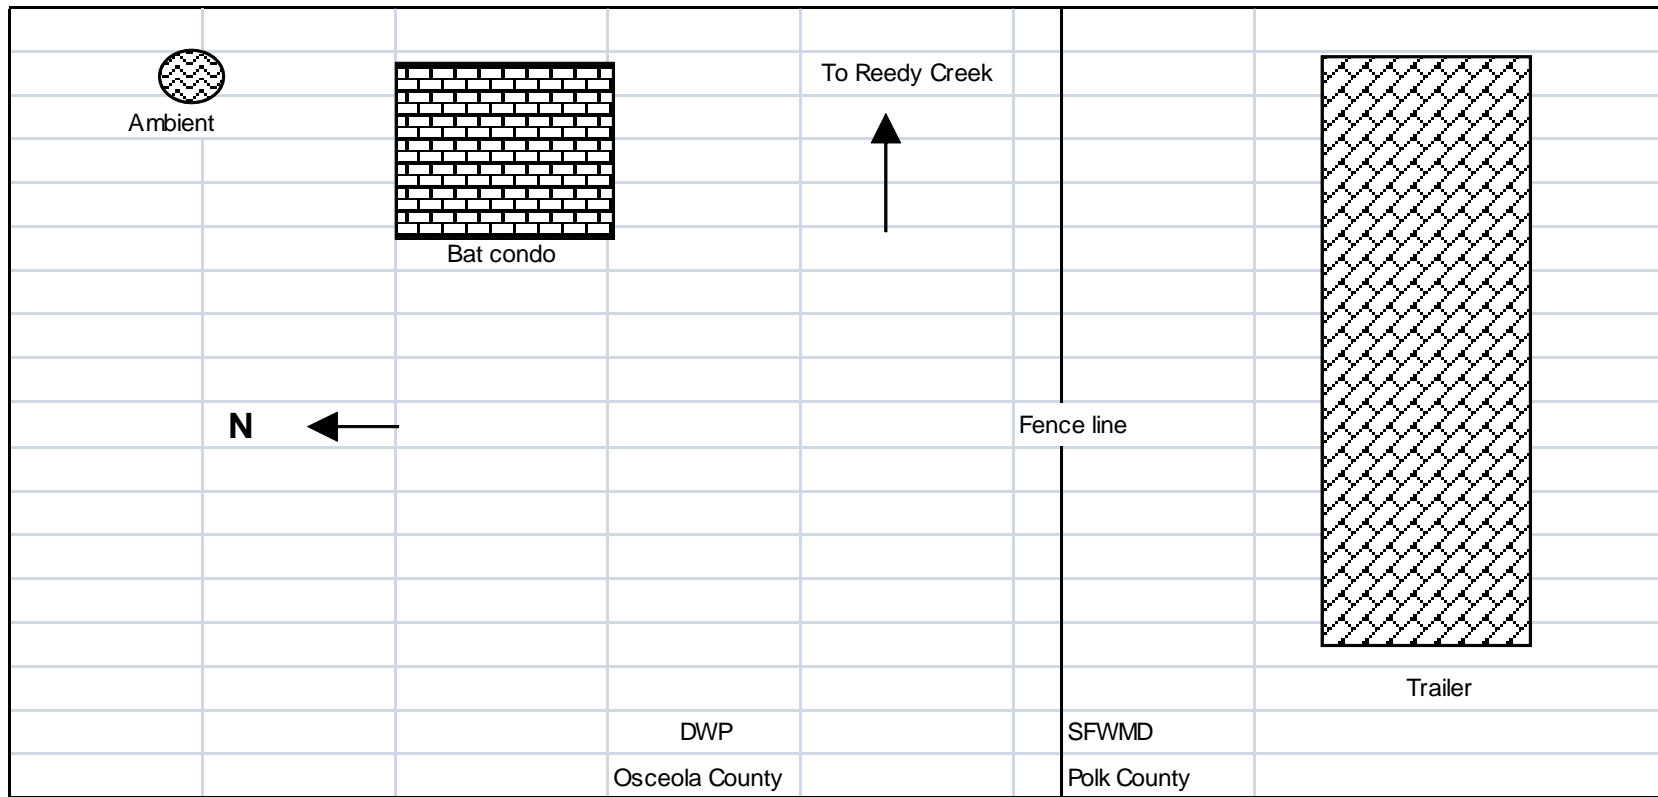 To Reedy Creek
Ambient
Bat condo
N
Fence line
Trailer
DWP
SFWMD
Osceola County
Polk County